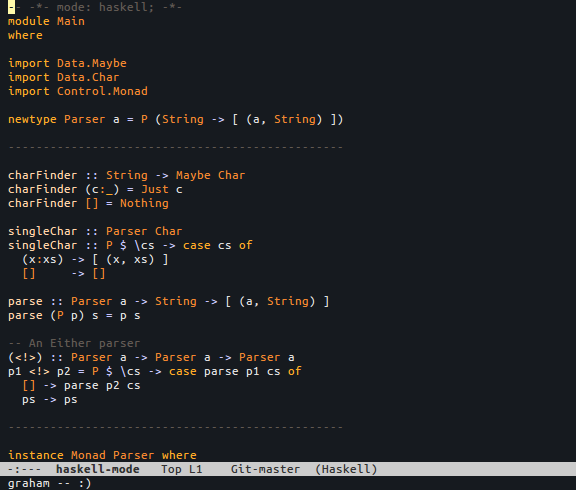 -- -*- mode: haskell; -*-
module Main
where

import Data.Maybe
import Data.Char
import Control.Monad

newtype Parser a = P (String -> [ (a, String) ])

------------------------------------------------

charFinder :: String -> Maybe Char
charFinder (c:_) = Just c
charFinder [] = Nothing

singleChar :: Parser Char
singleChar :: P $ \cs -> case cs of
  (x:xs) -> [ (x, xs) ]
  []     -> []

parse :: Parser a -> String -> [ (a, String) ]
parse (P p) s = p s

-- An Either parser
(<!>) :: Parser a -> Parser a -> Parser a
p1 <!> p2 = P $ \cs -> case parse p1 cs of
  [] -> parse p2 cs
  ps -> ps

------------------------------------------------

instance Monad Parser where
-:---  haskell-mode   Top L1    Git-master  (Haskell)
graham -- :)